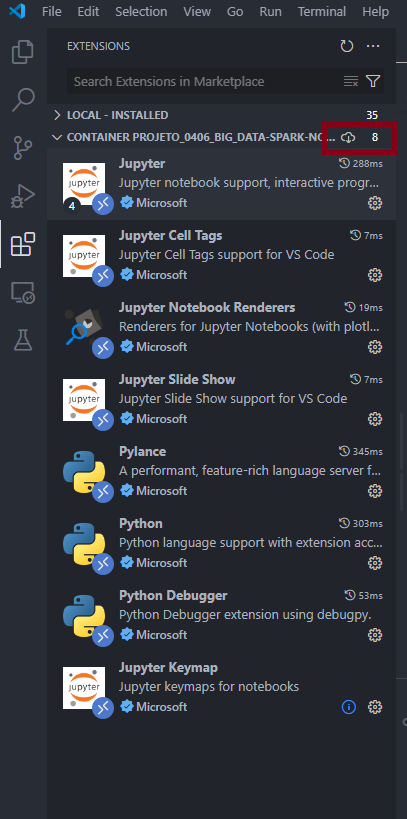 File Edit Selection View Go Run Terminal Help
EXTENSIONS
Search Extensions in Marketplace
LOCAL - INSTALLED 35
CONTAINER PROJETO_0406_BIG_DATA-SPARK-NO... 8
Jupyter 288ms
Jupyter notebook support, interactive progr...
Microsoft
4
Jupyter Cell Tags 7ms
Jupyter Cell Tags support for VS Code
Microsoft
Jupyter Notebook Renderers 19ms
Renderers for Jupyter Notebooks (with plotl...
Microsoft
Jupyter Slide Show 7ms
Jupyter Slide Show support for VS Code
Microsoft
Pylance 345ms
A performant, feature-rich language server f...
Microsoft
Python 303ms
Python language support with extension acc...
Microsoft
Python Debugger 53ms
Python Debugger extension using debugpy.
Microsoft
Jupyter Keymap
Jupyter keymaps for notebooks
Microsoft
jupyter
jupyter
jupyter
jupyter